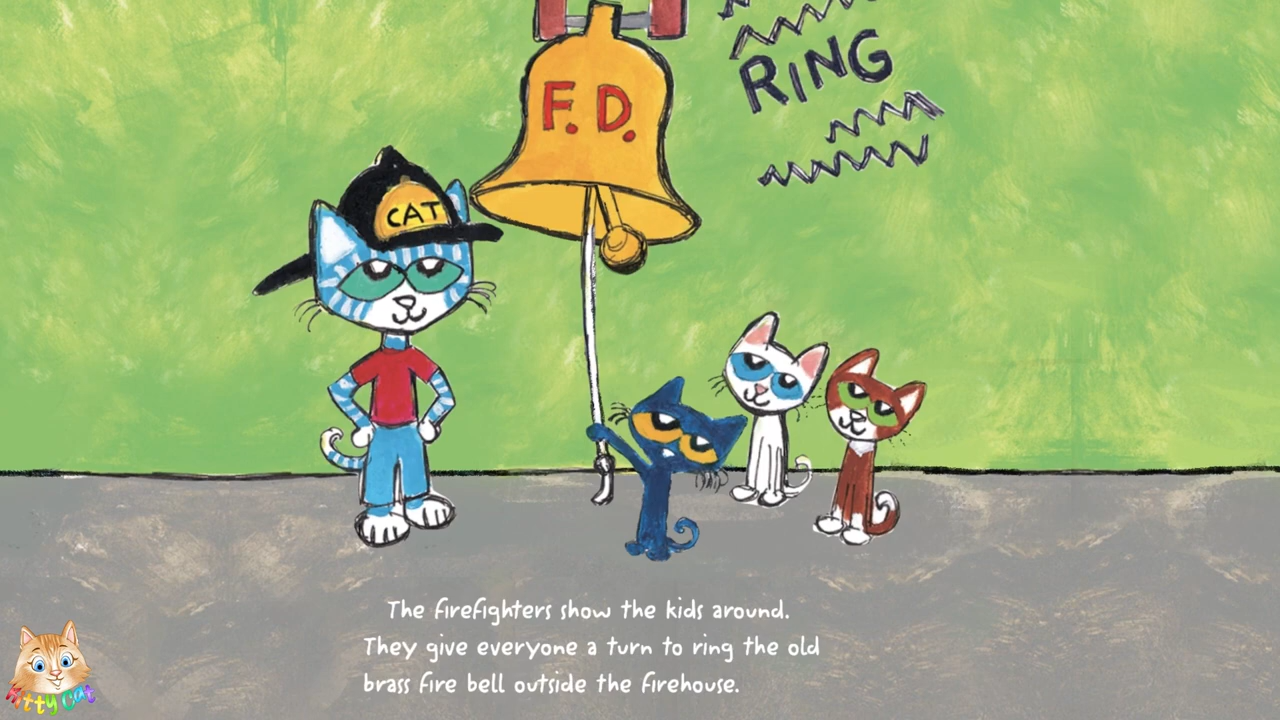 F. D.
RING
CAT
The firefighters show the kids around.
They give everyone a turn to ring the old
brass fire bell outside the firehouse.
Kitty Cat